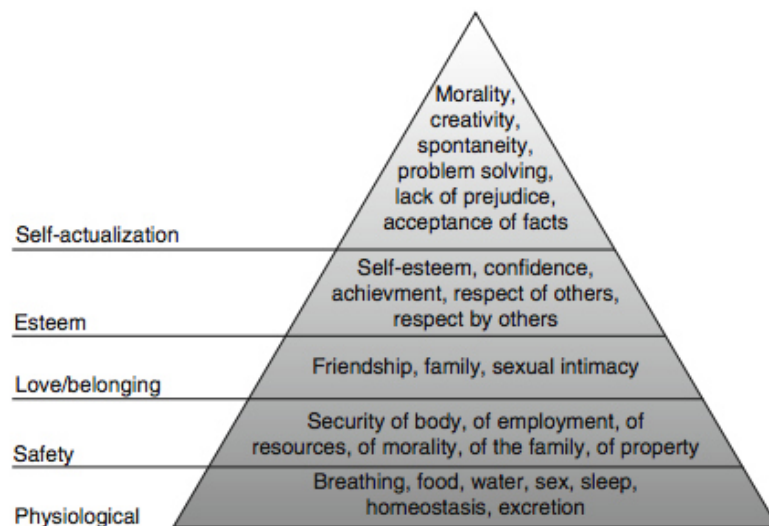 Morality,
creativity,
spontaneity,
problem solving,
lack of prejudice,
acceptance of facts
Self-actualization
Self-esteem, confidence,
achievment, respect of others,
respect by others
Esteem
Friendship, family, sexual intimacy
Love/belonging
Security of body, of employment, of
resources, of morality, of the family, of property
Safety
Breathing, food, water, sex, sleep,
homeostasis, excretion
Physiological